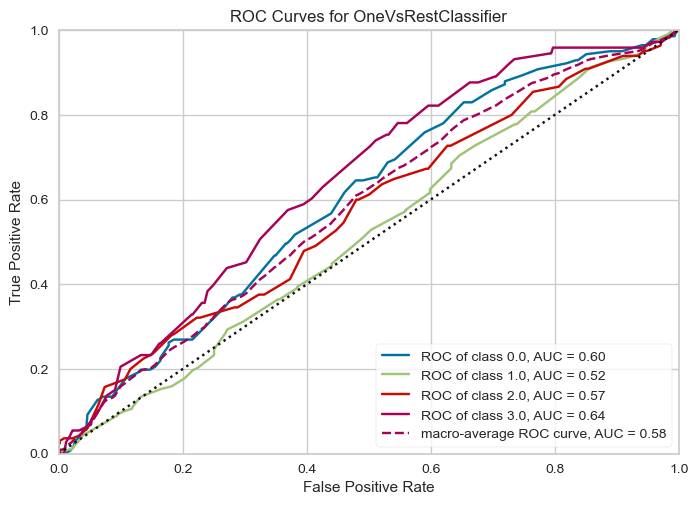 ROC Curves for OneVsRestClassifier
True Positive Rate
1.0
0.8
0.6
0.4
0.2
0.0
ROC of class 0.0, AUC = 0.60
ROC of class 1.0, AUC = 0.52
ROC of class 2.0, AUC = 0.57
ROC of class 3.0, AUC = 0.64
macro-average ROC curve, AUC = 0.58
0.0 0.2 0.4 0.6 0.8 1.0
False Positive Rate